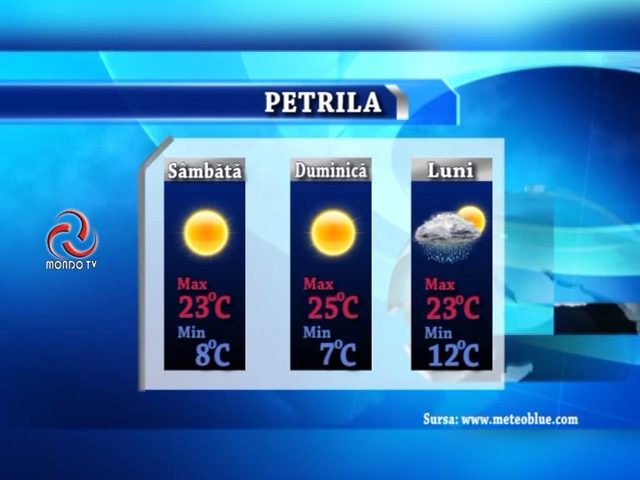 PETRILA
Sâmbătă
Duminică
Luni
Max
23°C
Min
8°C
Max
25°C
Min
7°C
Max
23°C
Min
12°C
MONDO TV
Sursa: www.meteoblue.com